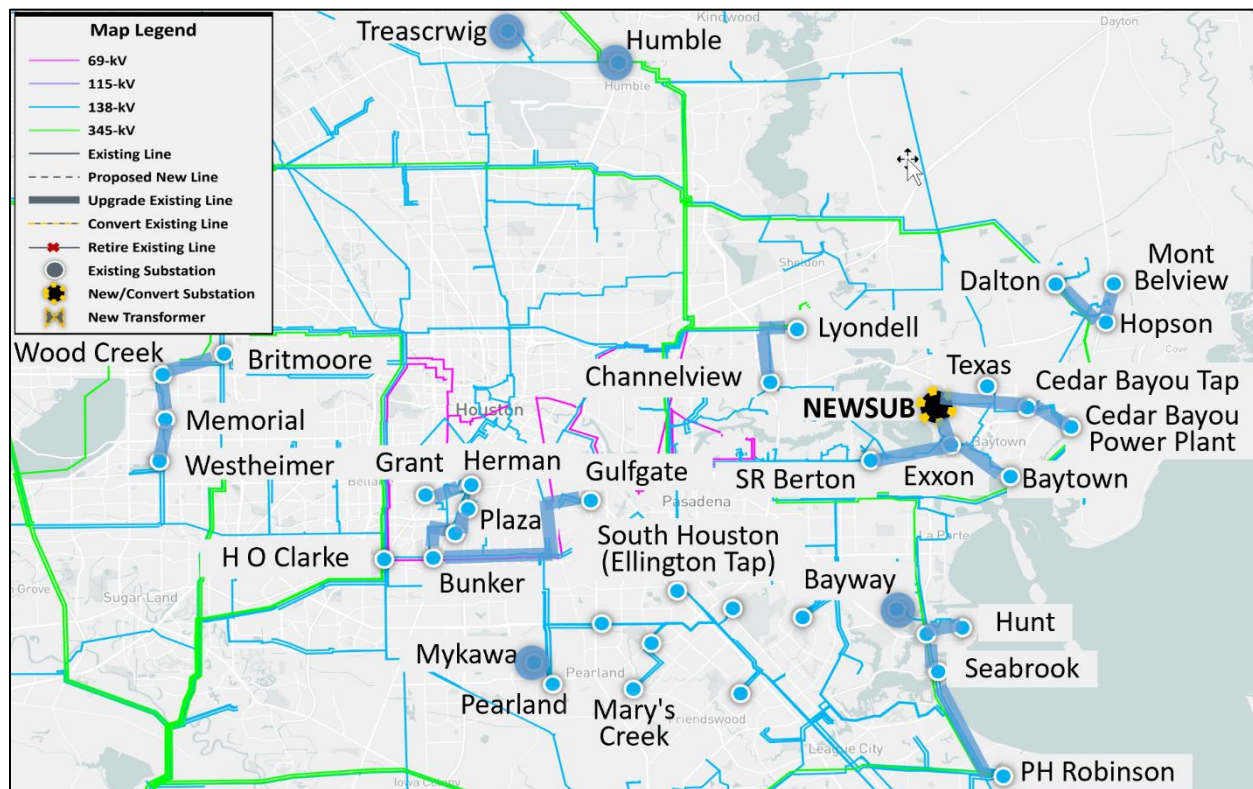 Map Legend
69-kV
115-kV
138-kV
345-kV
Existing Line
Proposed New Line
Upgrade Existing Line
Convert Existing Line
Retire Existing Line
Existing Substation
New/Convert Substation
New Transformer
Treascrwig
Humble
Kingwood
Dayton
Humble
Mont
Belview
Dalton
Sheldon
Hopson
Lyondell
Cove
Wood Creek
Britmoore
Channelview
Texas
Cedar Bayou Tap
NEWSUB
Cedar Bayou
Power Plant
Memorial
Houston
Baytown
Westheimer
Grant
Herman
Gulfgate
SR Berton
Exxon
Baytown
Bellaire
Pasadena
Plaza
South Houston
(Ellington Tap)
La Porte
H O Clarke
Bunker
Bayway
Sugar Land
Hunt
Mykawa
Pearland
Seabrook
Pearland
Mary's
Creek
Friendswood
League City
PH Robinson
Iowa Colony